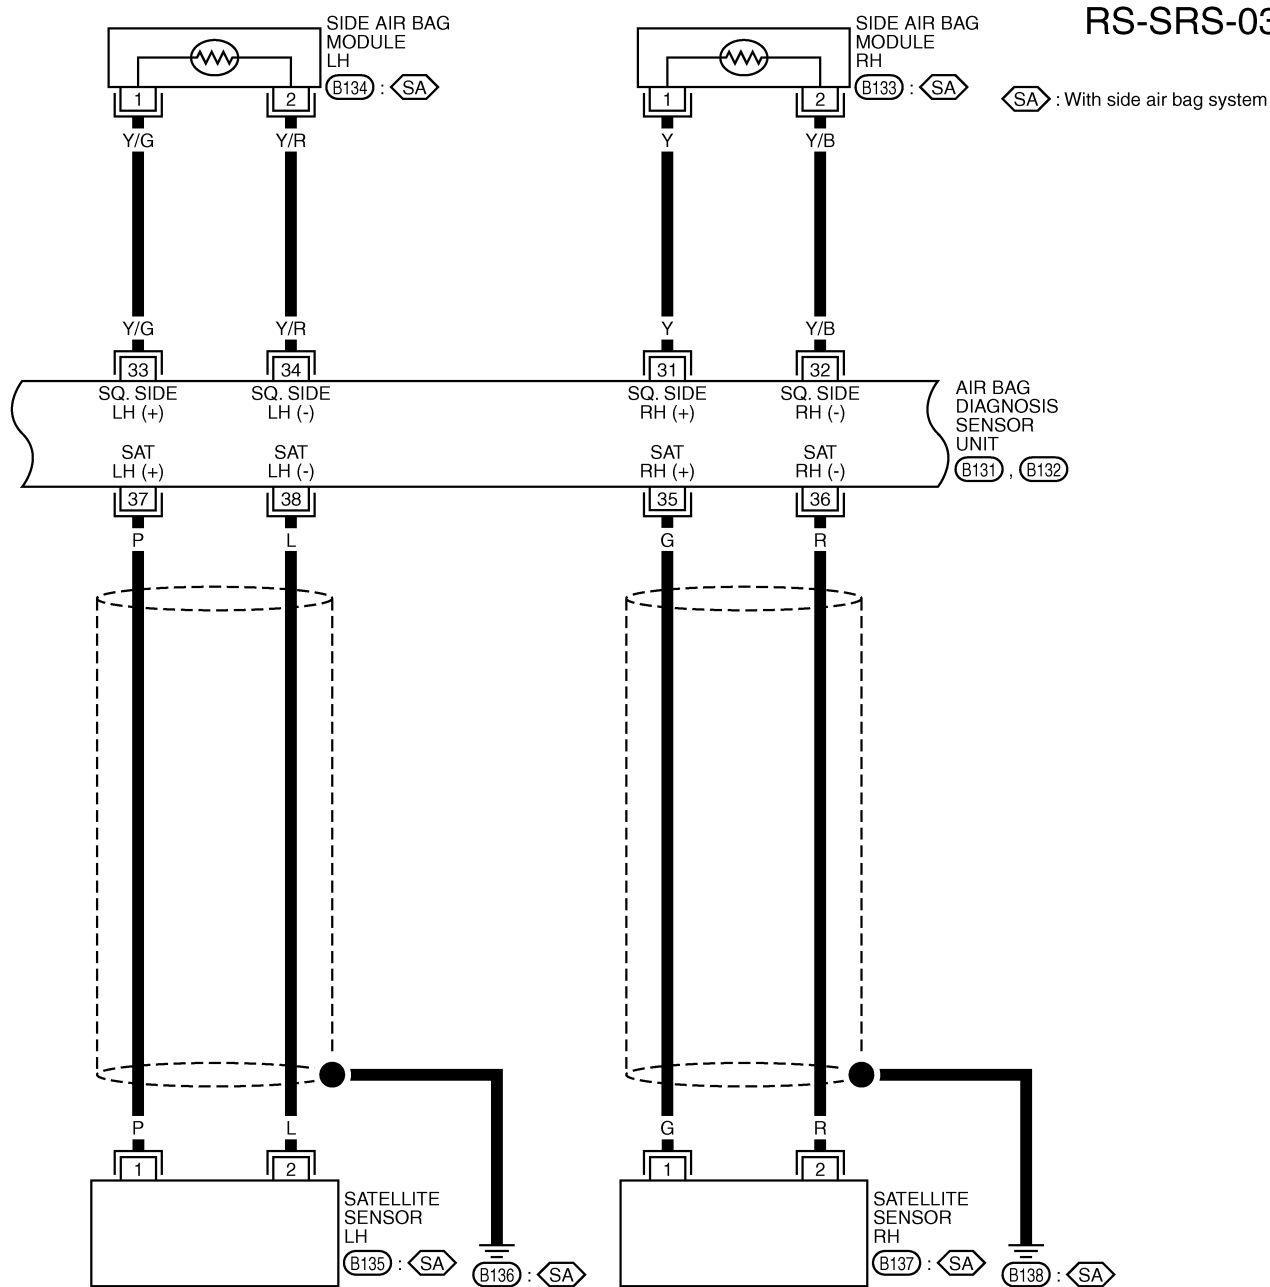 RS-SRS-03
SIDE AIR BAG
MODULE
LH
B134 : SA
SIDE AIR BAG
MODULE
RH
B133 : SA
SA : With side air bag system
1 2 1 2
Y/G Y/R Y Y/B
Y/G Y/R Y Y/B
33 34 31 32
SQ. SIDE
LH (+)
SQ. SIDE
LH (-)
SQ. SIDE
RH (+)
SQ. SIDE
RH (-)
AIR BAG
DIAGNOSIS
SENSOR
UNIT
B131 , B132
SAT
LH (+)
SAT
LH (-)
SAT
RH (+)
SAT
RH (-)
37 38 35 36
P L G R
P L G R
1 2 1 2
SATELLITE
SENSOR
LH
B135 : SA
B136 : SA
SATELLITE
SENSOR
RH
B137 : SA
B138 : SA